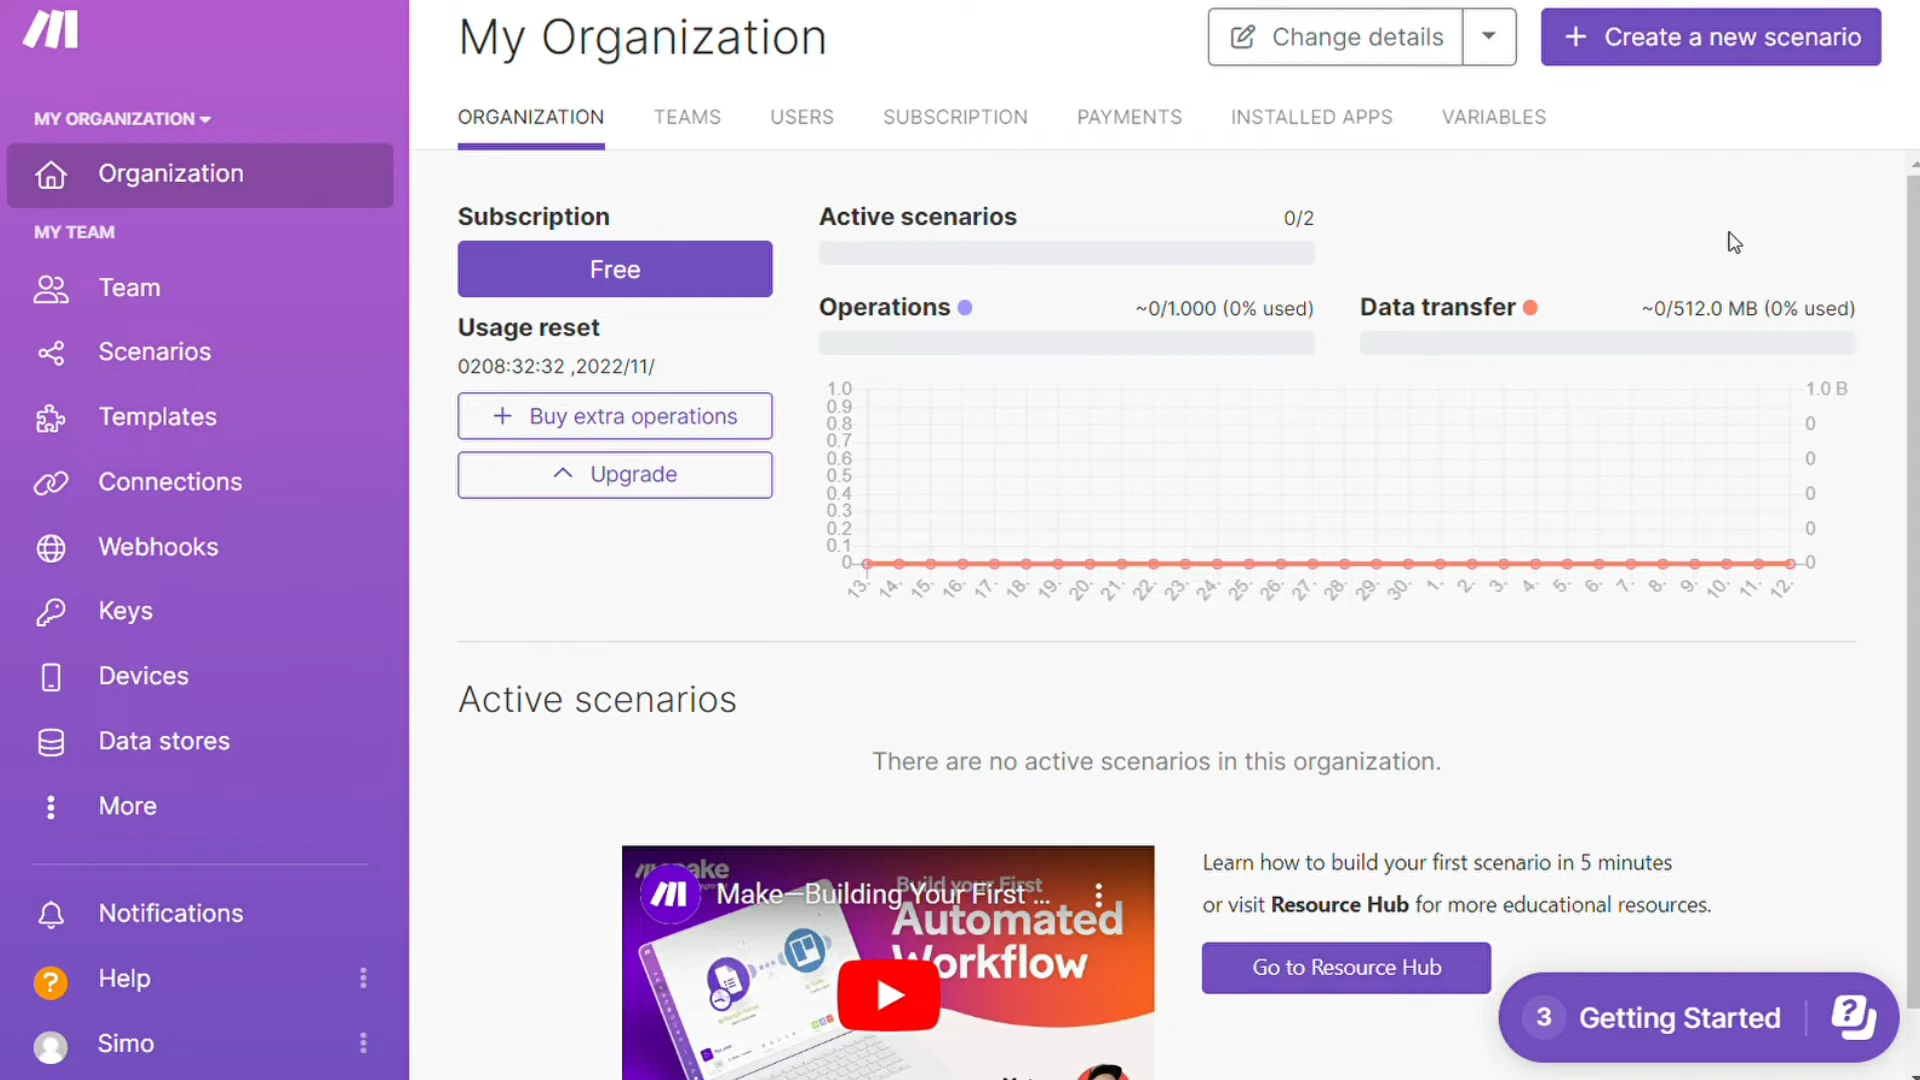 MY ORGANIZATION
Organization
MY TEAM
Team
Scenarios
Templates
Connections
Webhooks
Keys
Devices
Data stores
More
Notifications
? Help
Simo
My Organization
Change details
+ Create a new scenario
ORGANIZATION TEAMS USERS SUBSCRIPTION PAYMENTS INSTALLED APPS VARIABLES
Subscription
Free
Usage reset
0208:32:32 ,2022/11/
+ Buy extra operations
Upgrade
Active scenarios 0/2
Operations ~0/1.000 (0% used)
Data transfer ~0/512.0 MB (0% used)
1.0
0.9
0.8
0.7
0.6
0.5
0.4
0.3
0.2
0.1
0
1.0 B
0
0
0
0
0
13. 14. 15. 16. 17. 18. 19. 20. 21. 22. 23. 24. 25. 26. 27. 28. 29. 30. 1. 2. 3. 4. 5. 6. 7. 8. 9. 10. 11. 12.
Active scenarios
There are no active scenarios in this organization.
Make—Building Your First ...
Build your First
Automated
Workflow
Learn how to build your first scenario in 5 minutes
or visit Resource Hub for more educational resources.
Go to Resource Hub
3 Getting Started ?